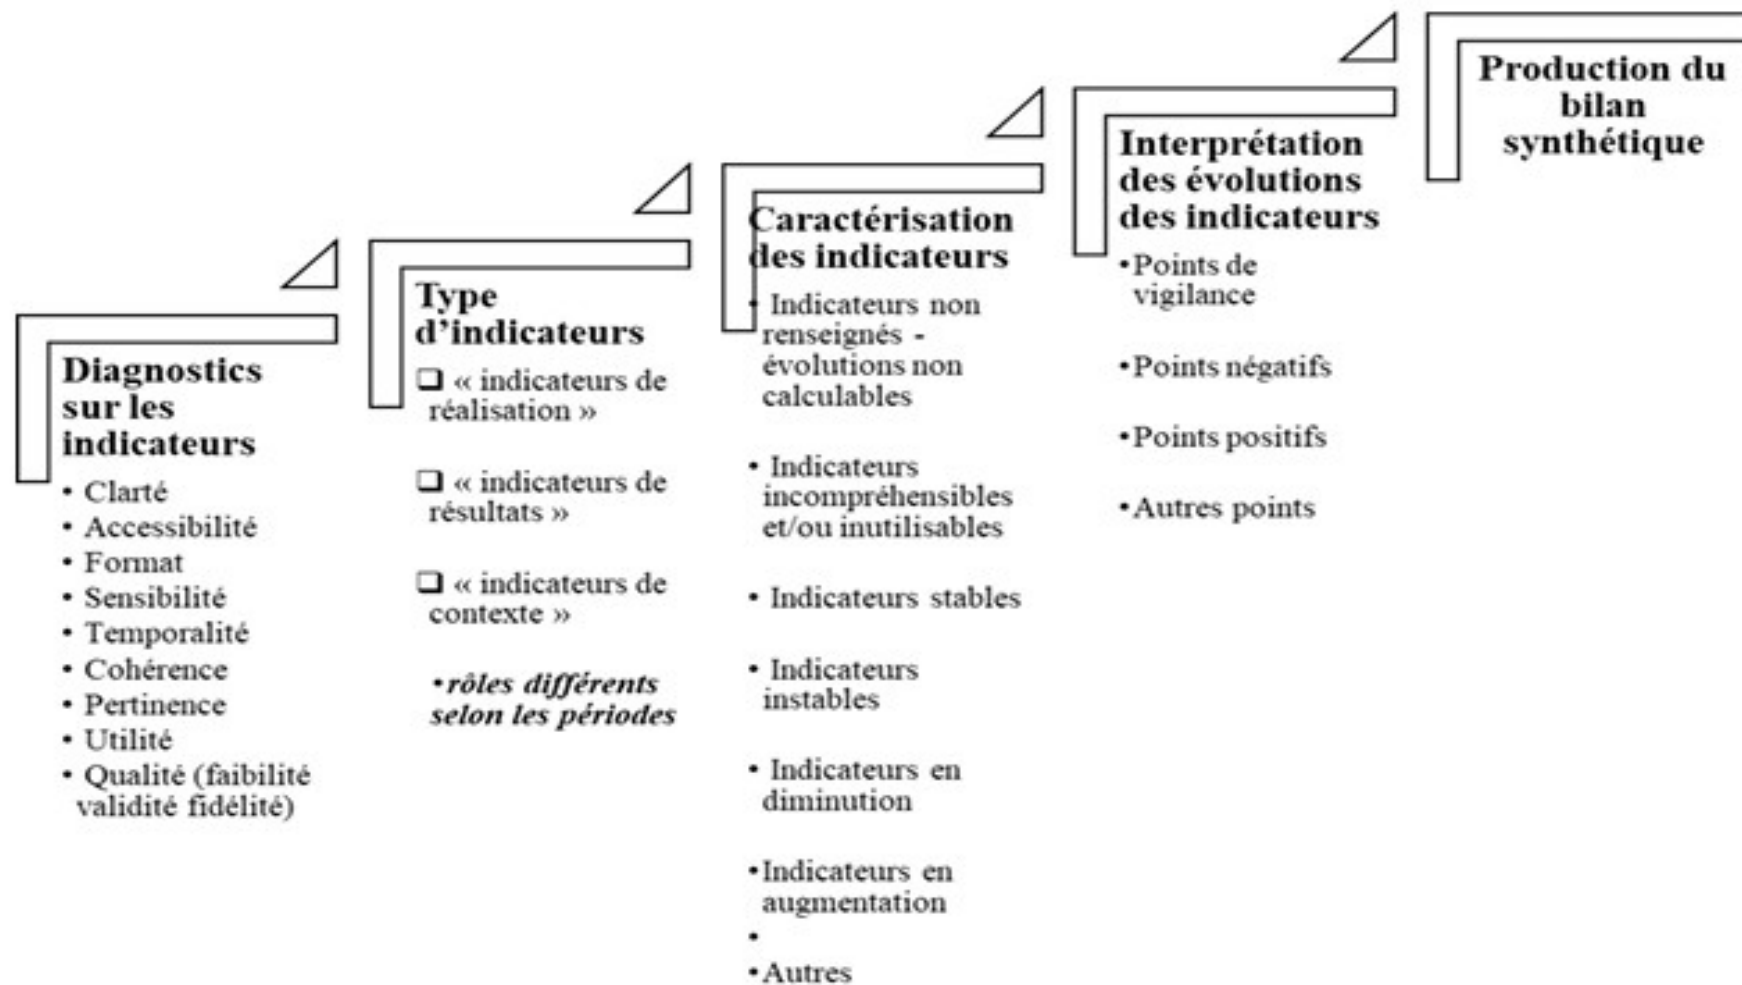 Diagnostics
sur les
indicateurs
• Clarté
• Accessibilité
• Format
• Sensibilité
• Temporalité
• Cohérence
• Pertinence
• Utilité
• Qualité (faibilité
validité fidélité)
Type
d’indicateurs
❑ « indicateurs de
réalisation »
❑ « indicateurs de
résultats »
❑ « indicateurs de
contexte »
•rôles différents
selon les périodes
Caractérisation
des indicateurs
• Indicateurs non
renseignés -
évolutions non
calculables
• Indicateurs
incompréhensibles
et/ou inutilisables
• Indicateurs stables
• Indicateurs
instables
• Indicateurs en
diminution
•Indicateurs en
augmentation
•
•Autres
Interprétation
des évolutions
des indicateurs
•Points de
vigilance
•Points négatifs
•Points positifs
•Autres points
Production du
bilan
synthétique